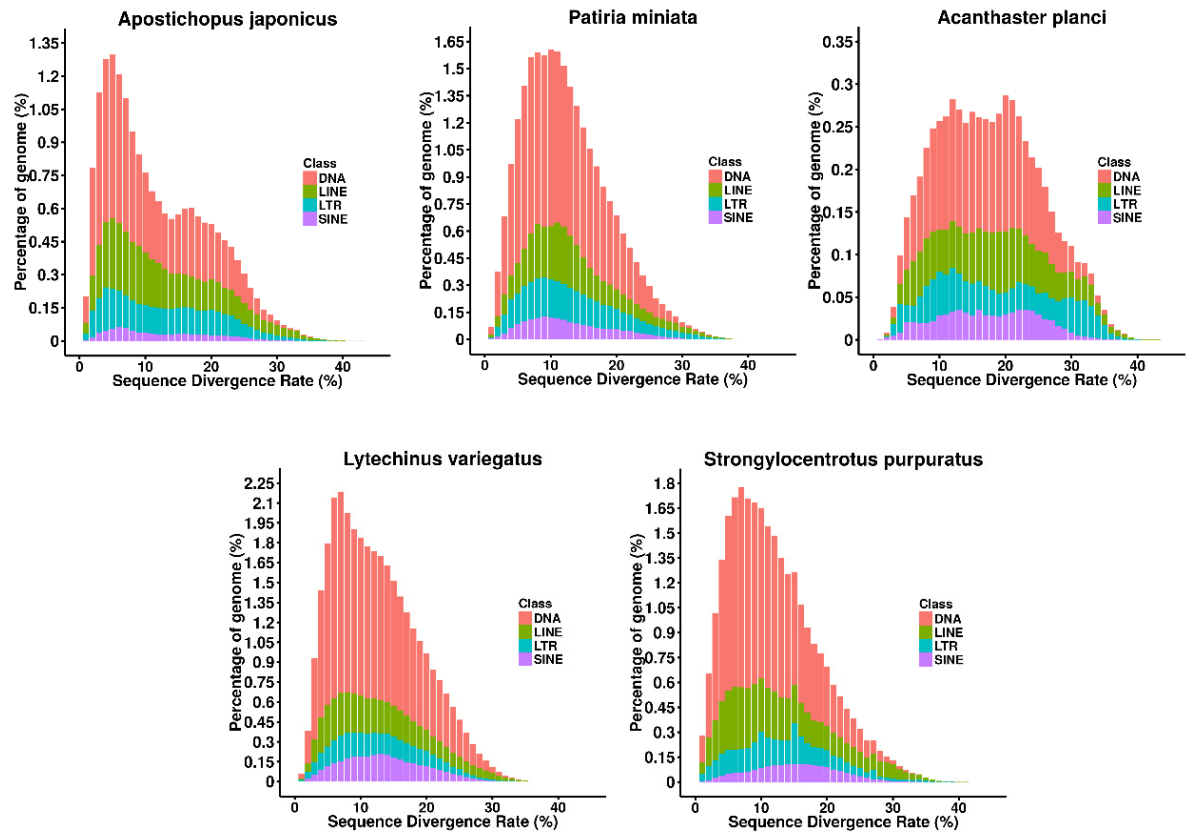 Apostichopus japonicus
Percentage of genome (%)
1.35
1.2
1.05
0.9
0.75
0.6
0.45
0.3
0.15
0
Class
DNA
LINE
LTR
SINE
0 10 20 30 40
Sequence Divergence Rate (%)
Patiria miniata
Percentage of genome (%)
1.65
1.5
1.35
1.2
1.05
0.9
0.75
0.6
0.45
0.3
0.15
0
Class
DNA
LINE
LTR
SINE
0 10 20 30 40
Sequence Divergence Rate (%)
Acanthaster planci
Percentage of genome (%)
0.35
0.3
0.25
0.2
0.15
0.1
0.05
0
Class
DNA
LINE
LTR
SINE
0 10 20 30 40
Sequence Divergence Rate (%)
Lytechinus variegatus
Percentage of genome (%)
2.25
2.1
1.95
1.8
1.65
1.5
1.35
1.2
1.05
0.9
0.75
0.6
0.45
0.3
0.15
0
Class
DNA
LINE
LTR
SINE
0 10 20 30 40
Sequence Divergence Rate (%)
Strongylocentrotus purpuratus
Percentage of genome (%)
1.8
1.65
1.5
1.35
1.2
1.05
0.9
0.75
0.6
0.45
0.3
0.15
0
Class
DNA
LINE
LTR
SINE
0 10 20 30 40
Sequence Divergence Rate (%)